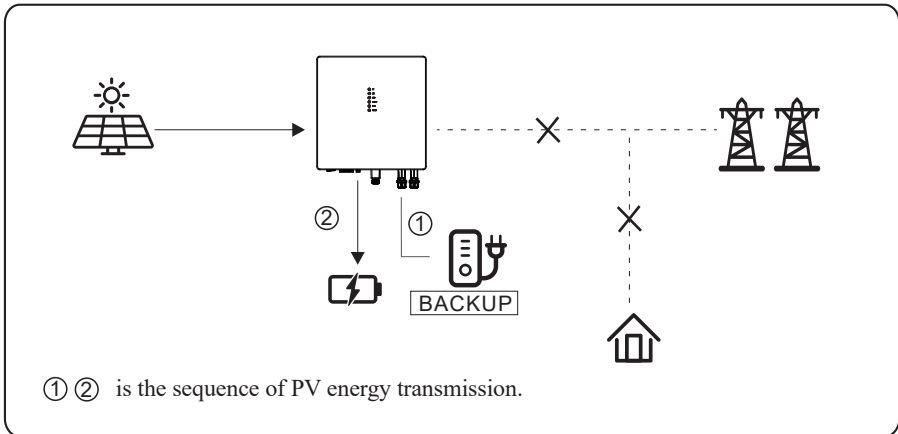 ② ①
BACKUP
① ② is the sequence of PV energy transmission.